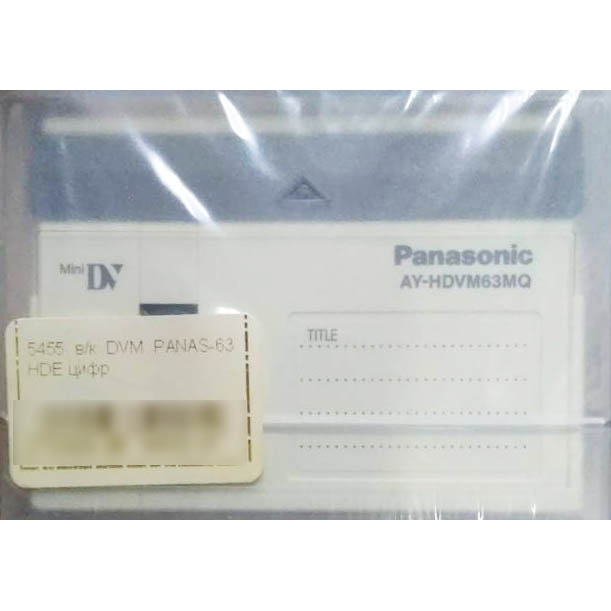 Mini DV
Panasonic
AY-HDVM63MQ
TITLE
5455 в/к DVM PANAS-63
HDE цифр